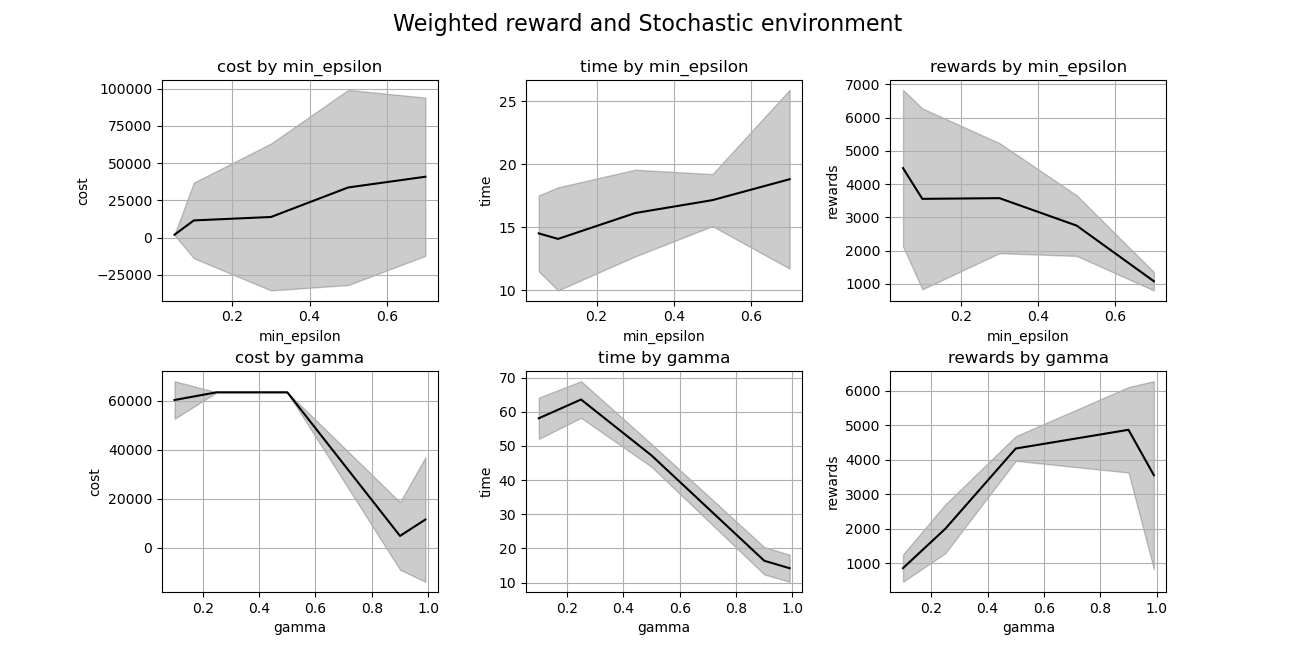 Weighted reward and Stochastic environment
cost by min_epsilon
100000
75000
50000
25000
0
−25000
cost
0.2 0.4 0.6
min_epsilon
time by min_epsilon
25
20
15
10
time
0.2 0.4 0.6
min_epsilon
rewards by min_epsilon
7000
6000
5000
4000
3000
2000
1000
rewards
0.2 0.4 0.6
min_epsilon
cost by gamma
60000
40000
20000
0
cost
0.2 0.4 0.6 0.8 1.0
gamma
time by gamma
70
60
50
40
30
20
10
time
0.2 0.4 0.6 0.8 1.0
gamma
rewards by gamma
6000
5000
4000
3000
2000
1000
rewards
0.2 0.4 0.6 0.8 1.0
gamma